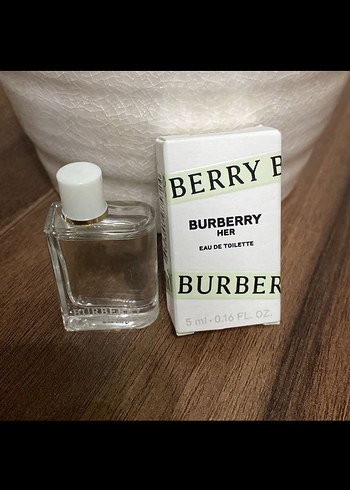 BERRY B
BURBERRY
HER
EAU DE TOILETTE
BURBER
5 ml · 0.16 FL. OZ.
BURBERRY